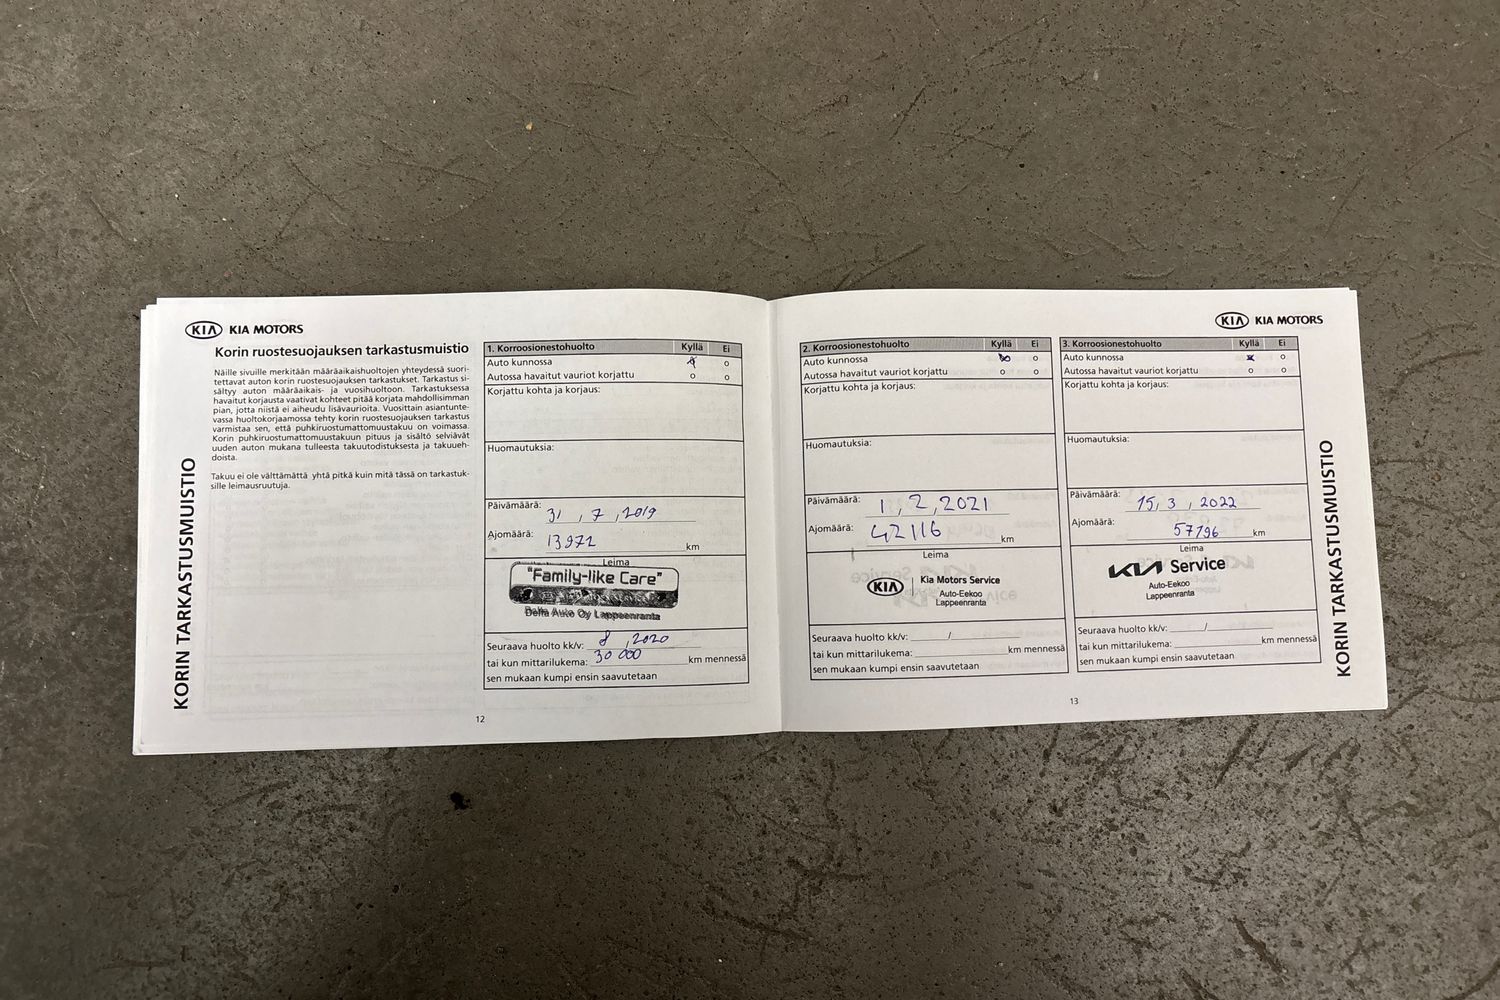 KIA KIA MOTORS
Korin ruostesuojauksen tarkastusmuistio
Näille sivuille merkitään määräaikaishuoltojen yhteydessä suori-
tettavat auton korin ruostesuojauksen tarkastukset. Tarkastus si-
sältyy auton määräaikais- ja vuosihuoltoon. Tarkastuksessa
havaitut korjausta vaativat kohteet pitää korjata mahdollisimman
pian, jotta niistä ei aiheudu lisävaurioita. Vuosittain asiantunte-
vassa huoltokorjaamossa tehty korin ruostesuojauksen tarkastus
varmistaa sen, että puhkiruostumattomuustakuu on voimassa.
Korin puhkiruostumattomuustakuun pituus ja sisältö selviävät
uuden auton mukana tulleesta takuutodistuksesta ja takuueh-
doista.
Takuu ei ole välttämättä yhtä pitkä kuin mitä tässä on tarkastuk-
sille leimausruutuja.
KORIN TARKASTUSMUISTIO
1. Korroosionestohuolto Kyllä Ei
Auto kunnossa
Autossa havaitut vauriot korjattu
Korjattu kohta ja korjaus:
Huomautuksia:
Päivämäärä: 31 , 7 , 2019
Ajomäärä: 13972 km
Leima
"Family-like Care"
Delta Auto Oy Lappeenranta
Seuraava huolto kk/v: 8 , 2020
tai kun mittarilukema: 30 000 km mennessä
sen mukaan kumpi ensin saavutetaan
12
KIA KIA MOTORS
2. Korroosionestohuolto Kyllä Ei
Auto kunnossa
Autossa havaitut vauriot korjattu
Korjattu kohta ja korjaus:
Huomautuksia:
Päivämäärä: 1 , 2 , 2021
Ajomäärä: 42116 km
Leima
KIA Kia Motors Service
Auto-Eekoo
Lappeenranta
Seuraava huolto kk/v: /
tai kun mittarilukema: km mennessä
sen mukaan kumpi ensin saavutetaan
3. Korroosionestohuolto Kyllä Ei
Auto kunnossa
Autossa havaitut vauriot korjattu
Korjattu kohta ja korjaus:
Huomautuksia:
Päivämäärä: 15, 3 , 2022
Ajomäärä: 57796 km
Leima
KIA Service
Auto-Eekoo
Lappeenranta
Seuraava huolto kk/v: /
tai kun mittarilukema: km mennessä
sen mukaan kumpi ensin saavutetaan
13
KORIN TARKASTUSMUISTIO